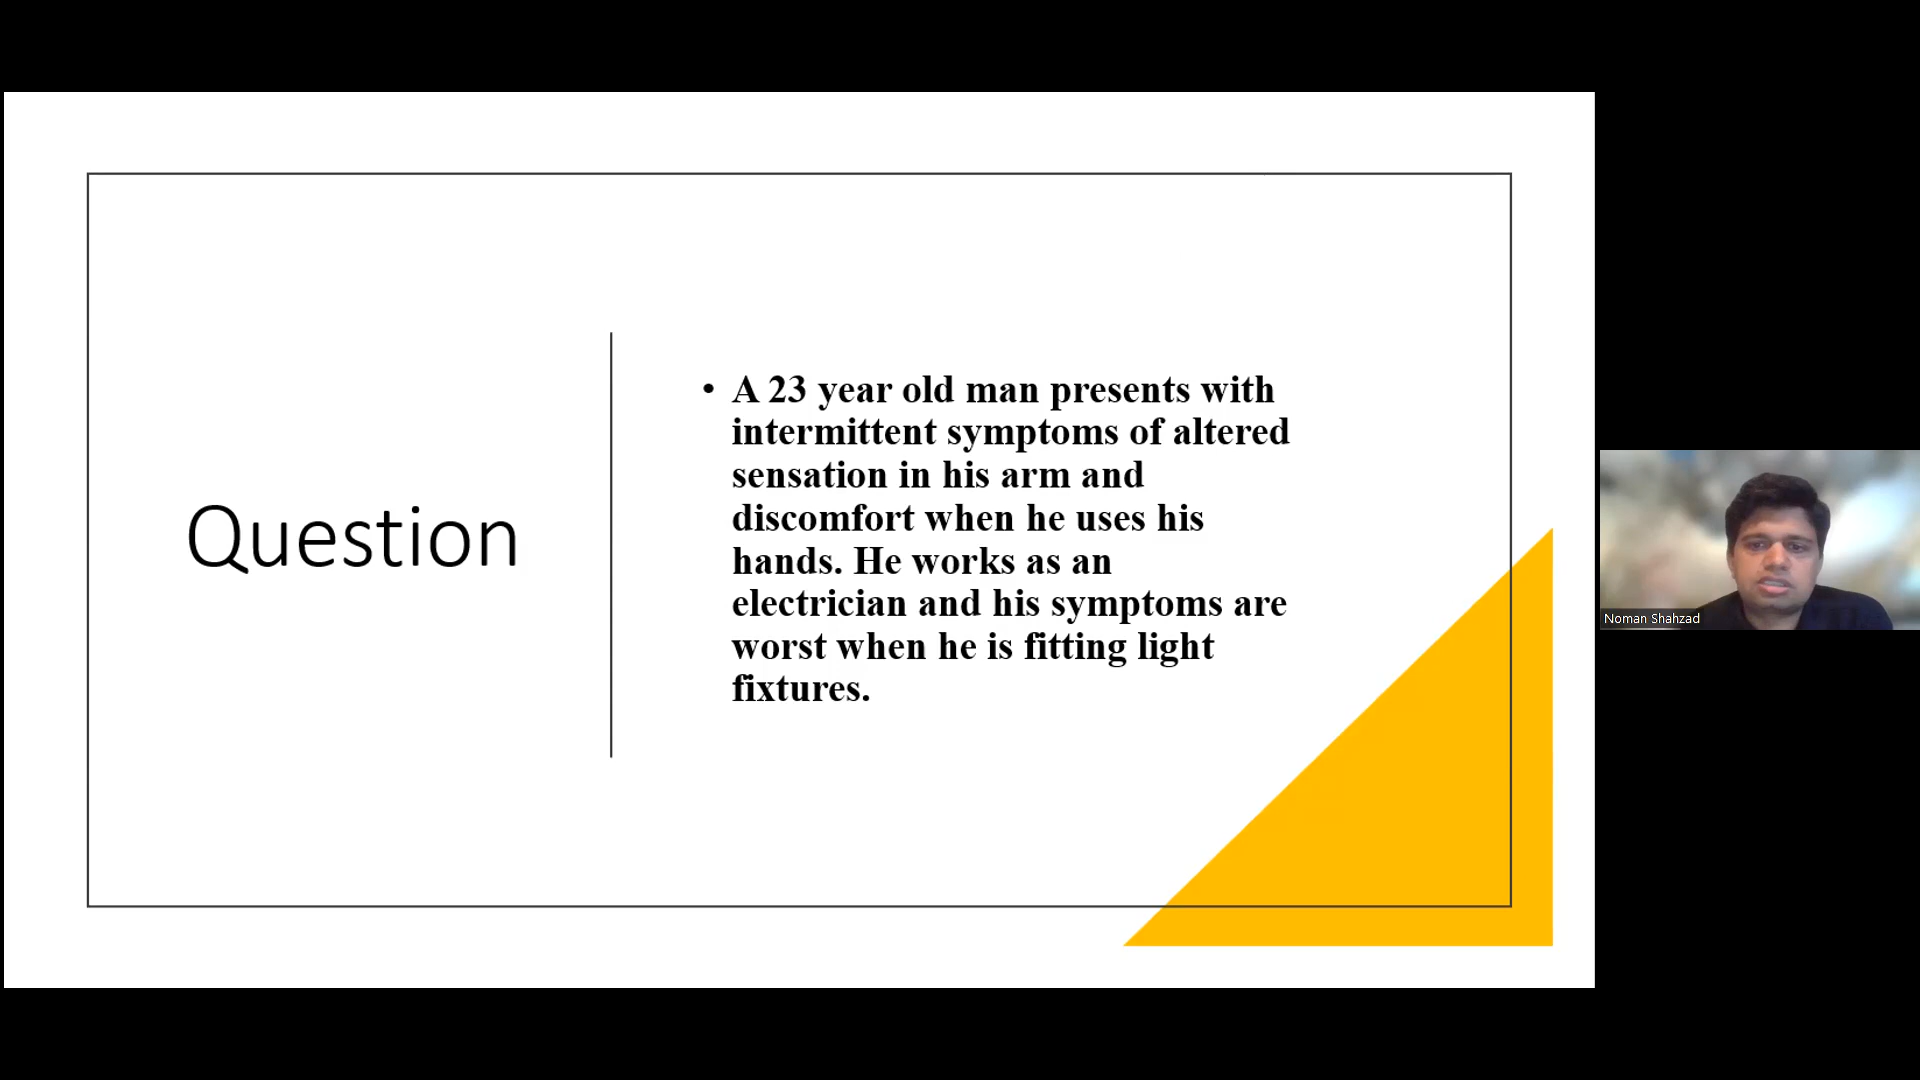 Question
• A 23 year old man presents with
intermittent symptoms of altered
sensation in his arm and
discomfort when he uses his
hands. He works as an
electrician and his symptoms are
worst when he is fitting light
fixtures.
Noman Shahzad